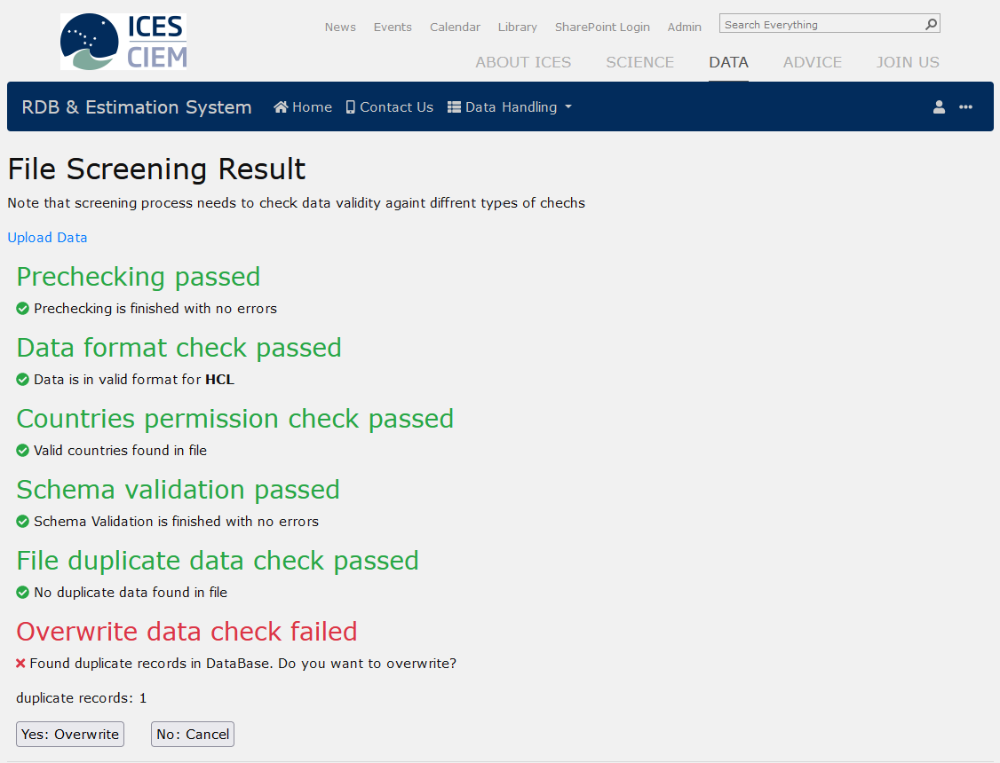 ICES
CIEM
News Events Calendar Library SharePoint Login Admin Search Everything
ABOUT ICES SCIENCE DATA ADVICE JOIN US
RDB & Estimation System Home Contact Us Data Handling
File Screening Result
Note that screening process needs to check data validity againt diffrent types of chechs
Upload Data
Prechecking passed
Prechecking is finished with no errors
Data format check passed
Data is in valid format for HCL
Countries permission check passed
Valid countries found in file
Schema validation passed
Schema Validation is finished with no errors
File duplicate data check passed
No duplicate data found in file
Overwrite data check failed
Found duplicate records in DataBase. Do you want to overwrite?
duplicate records: 1
Yes: Overwrite No: Cancel